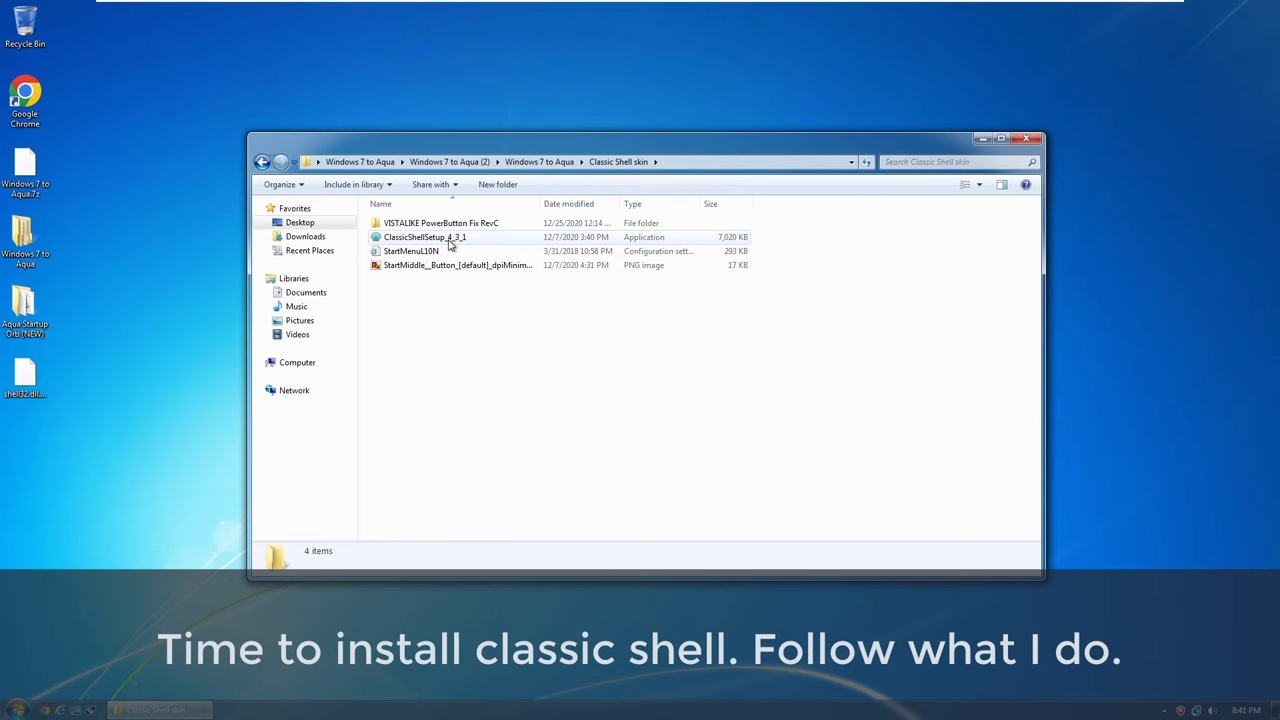 Recycle Bin
Google
Chrome
Windows 7 to
Aqua.7z
Windows 7 to
Aqua
Aqua Startup
Orb (NEW)
shell32.dll....
Windows 7 to Aqua Windows 7 to Aqua (2) Windows 7 to Aqua Classic Shell skin
Search Classic Shell skin
Organize Include in library Share with New folder
Favorites
Desktop
Downloads
Recent Places
Libraries
Documents
Music
Pictures
Videos
Computer
Network
Name Date modified Type Size
VISTALIKE PowerButton Fix RevC 12/25/2020 12:14 ... File folder
ClassicShellSetup_4_3_1 12/7/2020 3:40 PM Application 7,020 KB
StartMenuL10N 3/31/2018 10:58 PM Configuration sett... 293 KB
StartMiddle__Button_[default]_dpiMinim... 12/7/2020 4:31 PM PNG image 17 KB
4 items
Time to install classic shell. Follow what I do.
Classic Shell skin
8:41 PM